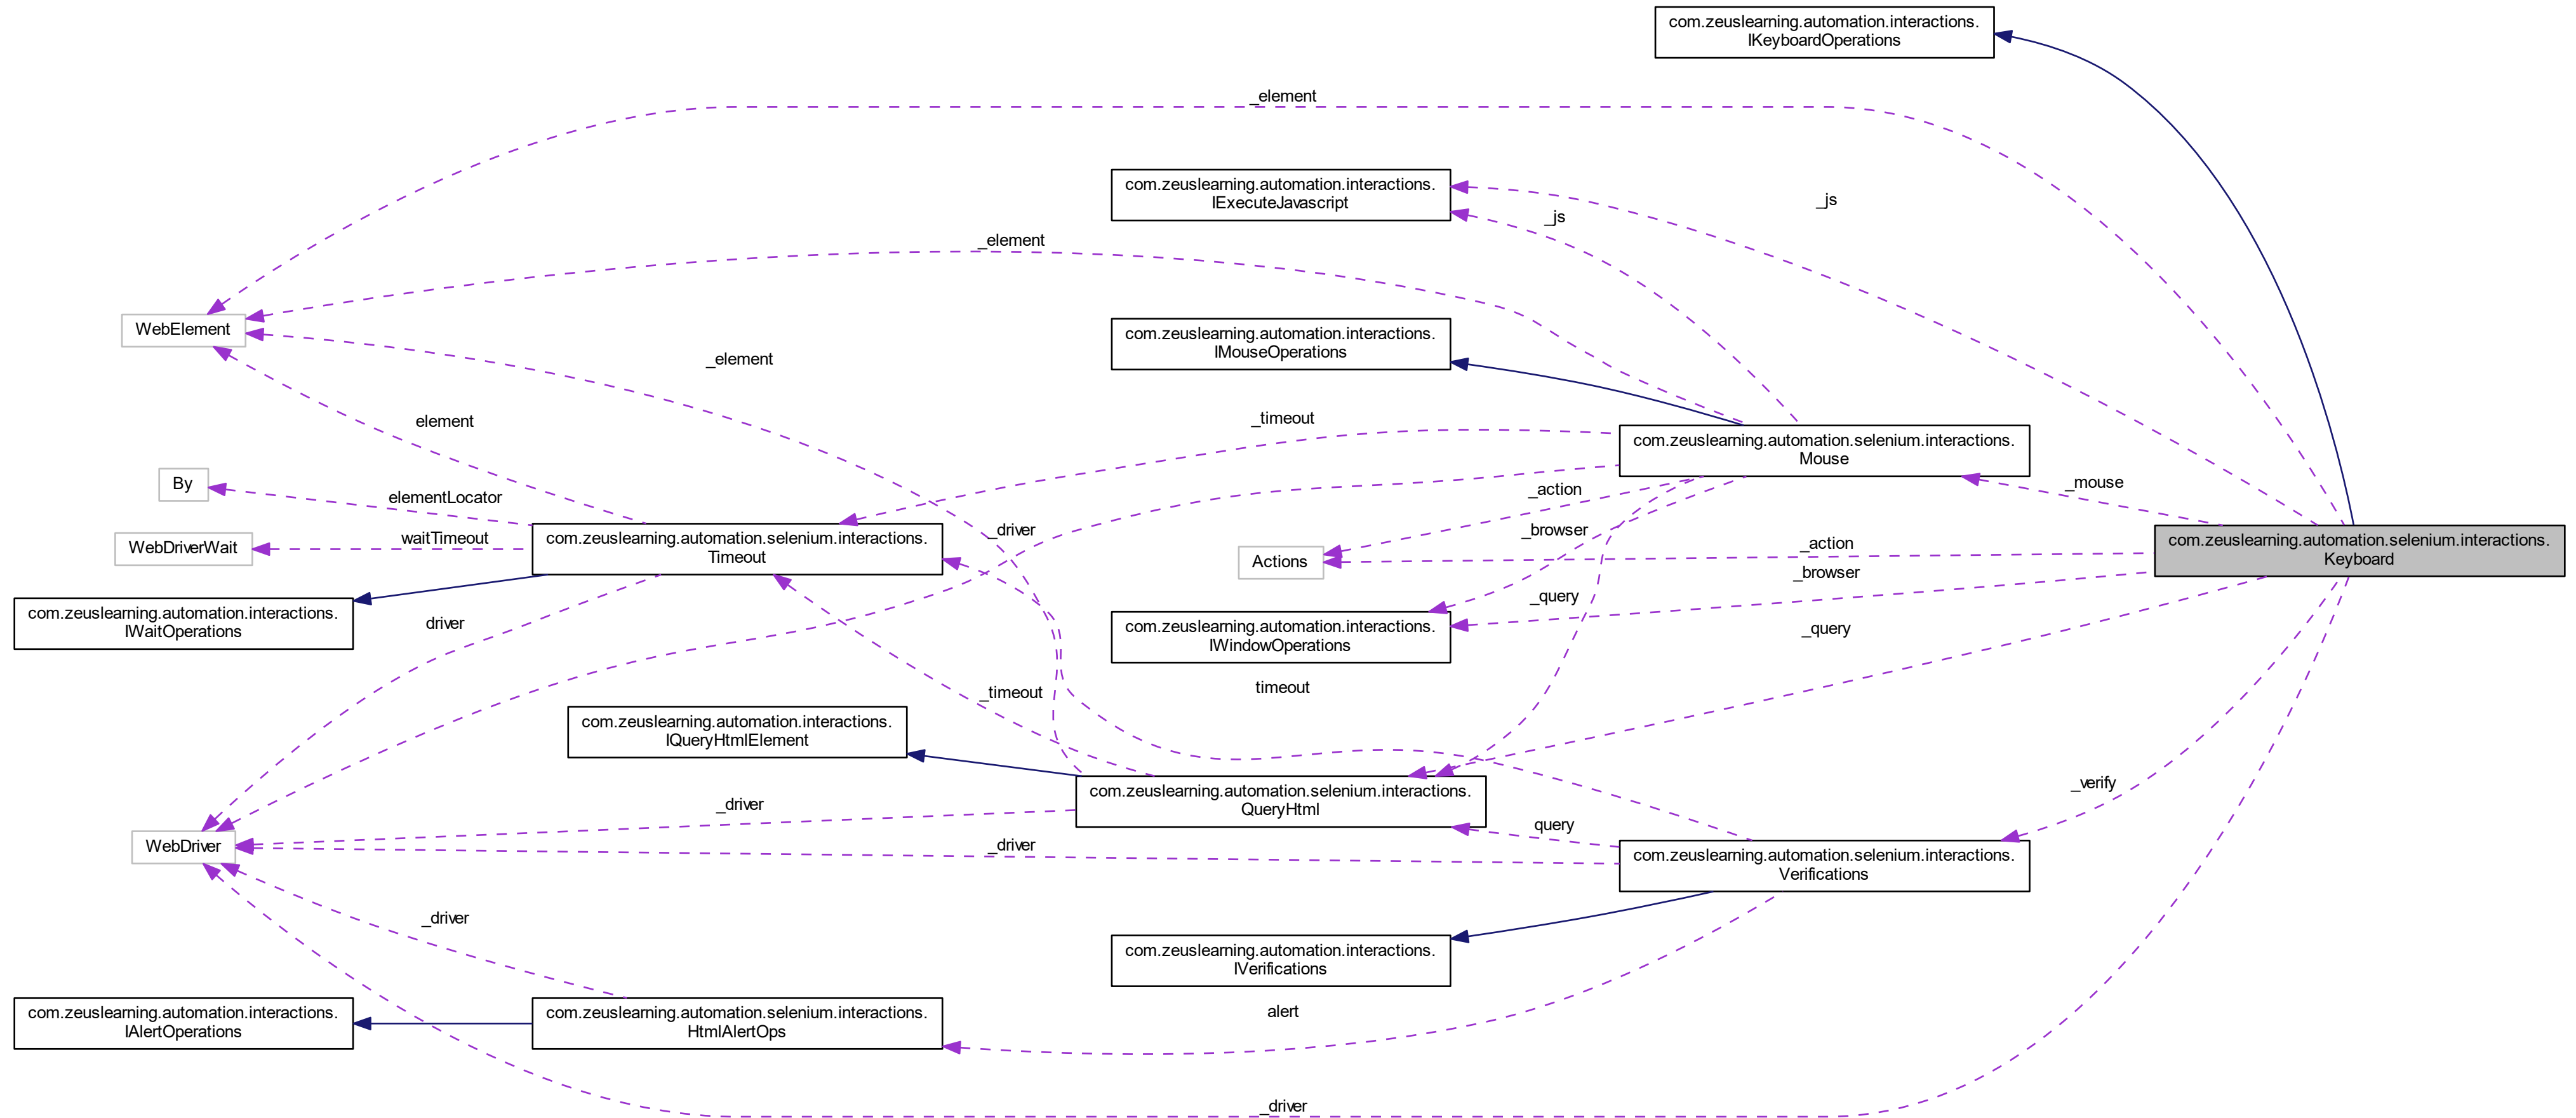 com.zeuslearning.automation.interactions.
IKeyboardOperations
_element
com.zeuslearning.automation.interactions.
IExecuteJavascript
_js
_js
_element
WebElement
com.zeuslearning.automation.interactions.
IMouseOperations
_element
element
_timeout
com.zeuslearning.automation.selenium.interactions.
Mouse
By
elementLocator
_action
_mouse
waitTimeout
WebDriverWait
com.zeuslearning.automation.selenium.interactions.
Timeout
_driver
_browser
Actions
_action
com.zeuslearning.automation.selenium.interactions.
Keyboard
_browser
com.zeuslearning.automation.interactions.
IWaitOperations
driver
_query
com.zeuslearning.automation.interactions.
IWindowOperations
_query
_timeout
timeout
com.zeuslearning.automation.interactions.
IQueryHtmlElement
com.zeuslearning.automation.selenium.interactions.
QueryHtml
_verify
_driver
query
WebDriver
_driver
com.zeuslearning.automation.selenium.interactions.
Verifications
_driver
com.zeuslearning.automation.interactions.
IVerifications
com.zeuslearning.automation.interactions.
IAlertOperations
com.zeuslearning.automation.selenium.interactions.
HtmlAlertOps
alert
_driver